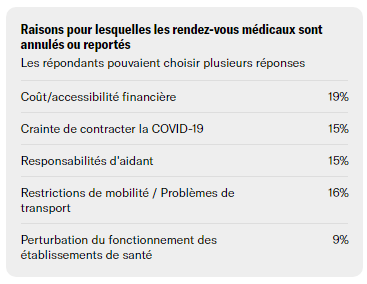 Raisons pour lesquelles les rendez-vous médicaux sont
annulés ou reportés
Les répondants pouvaient choisir plusieurs réponses
Coût/accessibilité financière 19%
Crainte de contracter la COVID-19 15%
Responsabilités d'aidant 15%
Restrictions de mobilité / Problèmes de 16%
transport
Perturbation du fonctionnement des 9%
établissements de santé